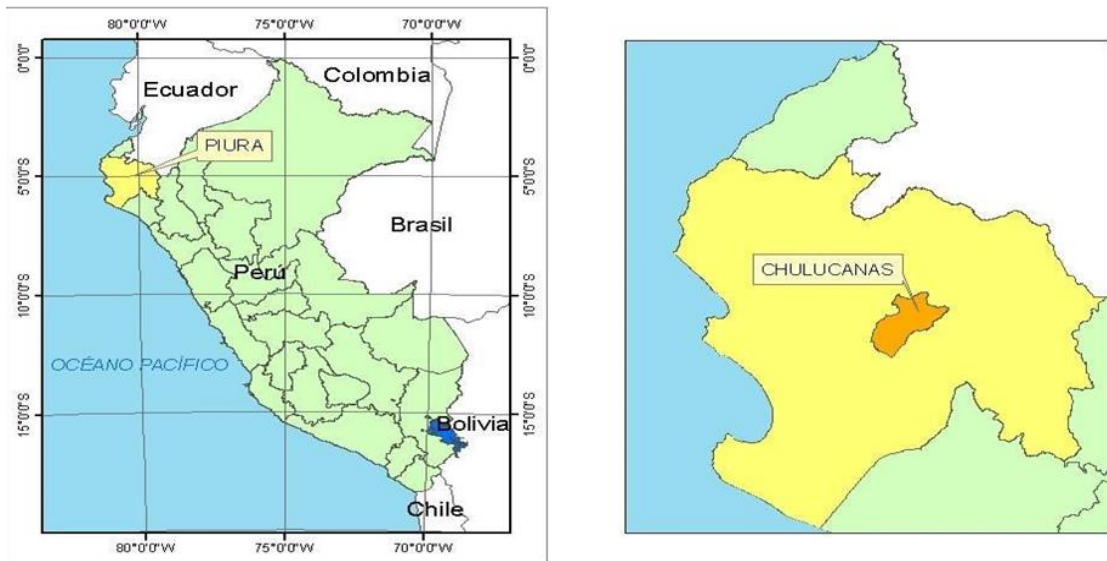 80°0'0"W 75°0'0"W 70°0'0"W
0°0'0" 0°0'0"
Colombia
Ecuador
PIURA
5°0'0"S 5°0'0"S
Brasil
Perú
10°0'0"S 10°0'0"S
OCÉANO PACÍFICO
15°0'0"S 15°0'0"S
Bolivia
Chile
80°0'0"W 75°0'0"W 70°0'0"W
CHULUCANAS